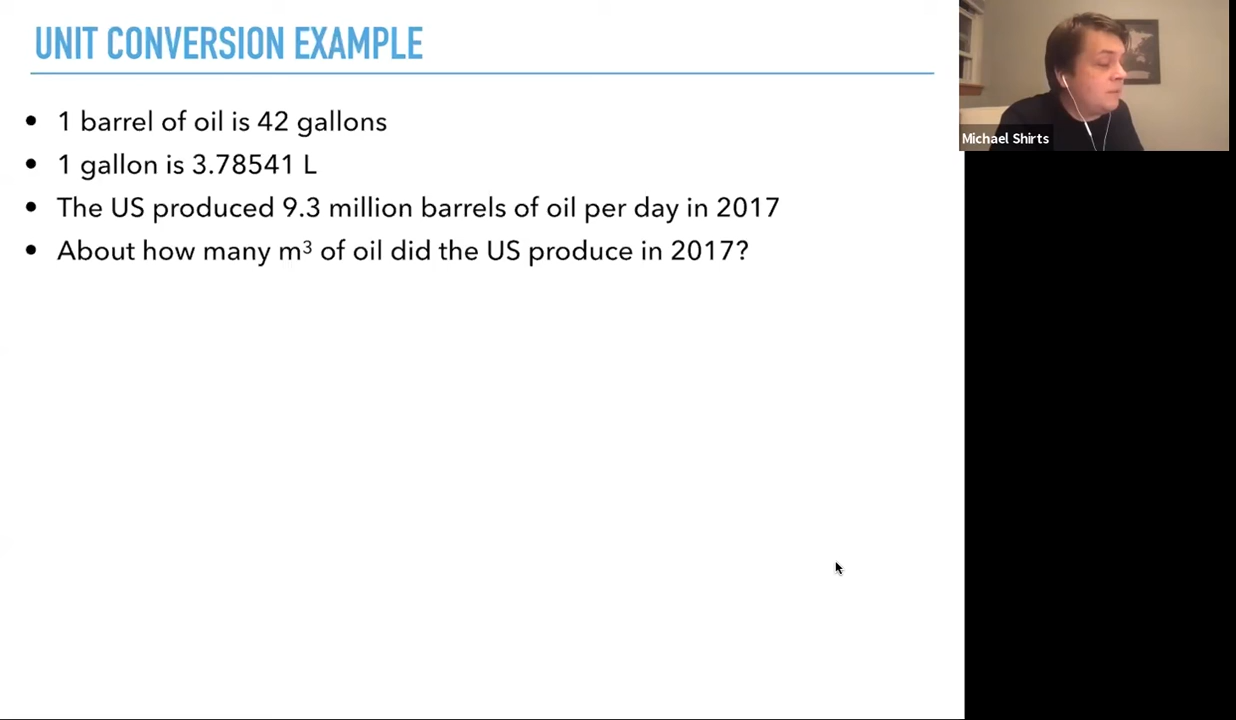 UNIT CONVERSION EXAMPLE
• 1 barrel of oil is 42 gallons
• 1 gallon is 3.78541 L
• The US produced 9.3 million barrels of oil per day in 2017
• About how many m³ of oil did the US produce in 2017?
Michael Shirts